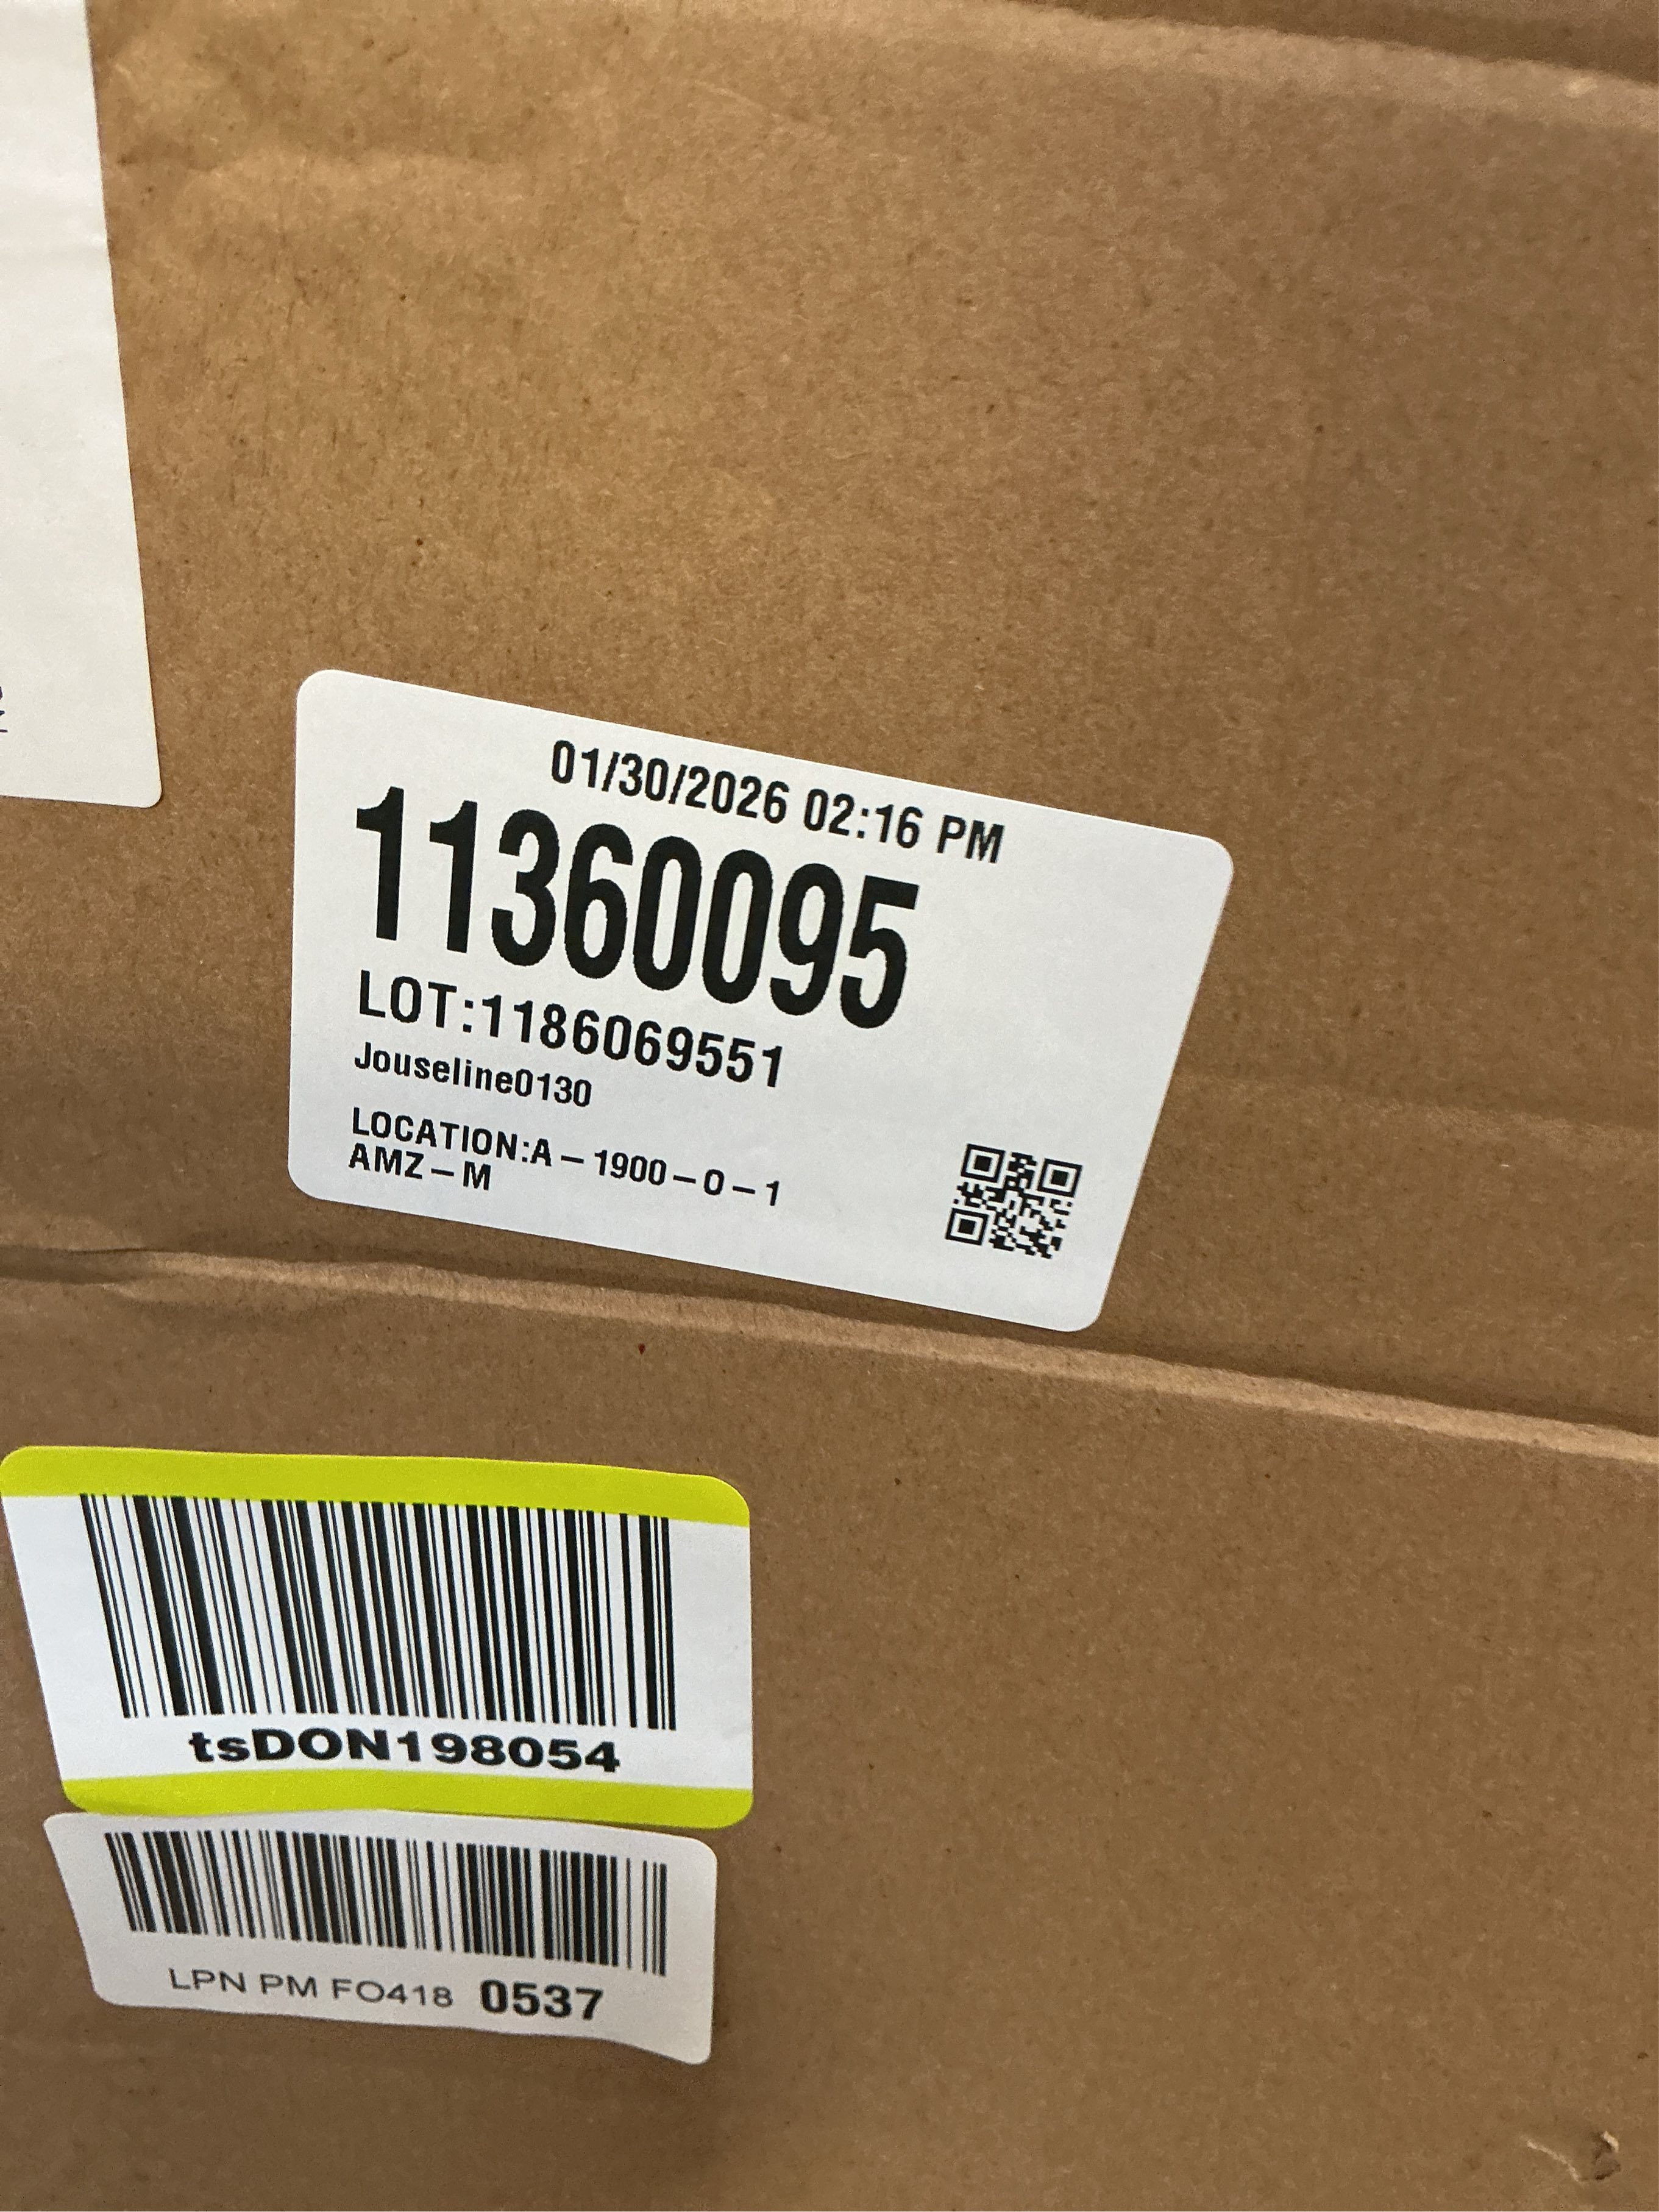 01/30/2026 02:16 PM
11360095
LOT:1186069551
Jouseline0130
LOCATION:A-1900-0-1
AMZ-M
tsDON198054
LPN PM FO418 0537